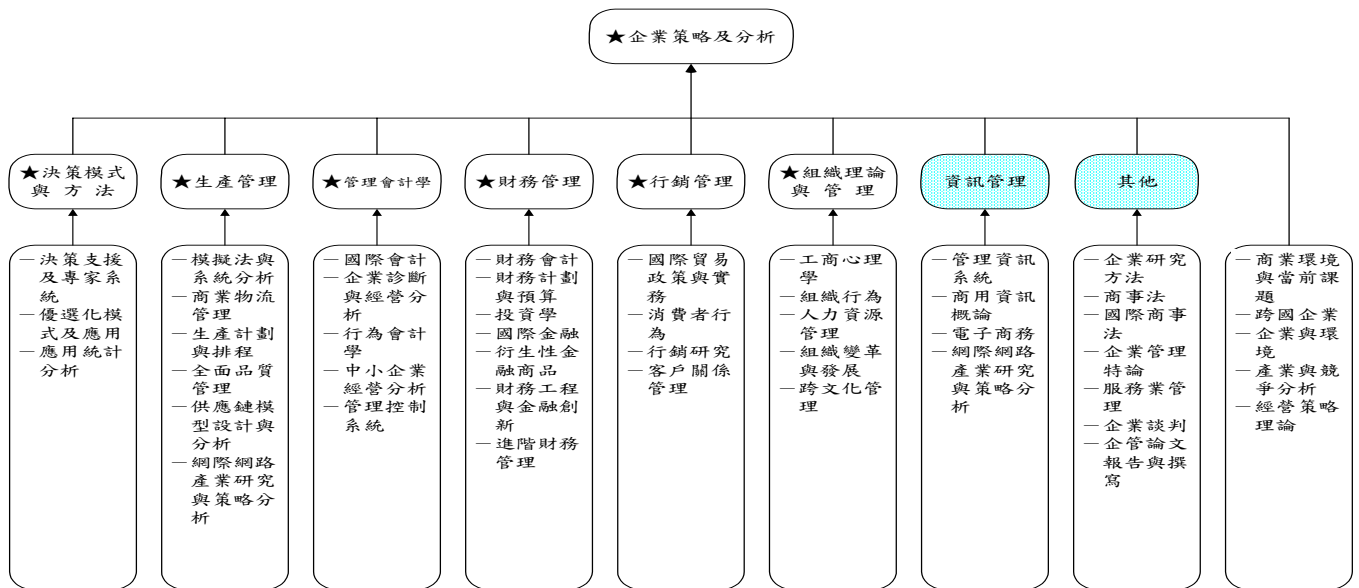 ★企業策略及分析
★決策模式
與方法
★生產管理
★管理會計學
★財務管理
★行銷管理
★組織理論
與管理
資訊管理
其他
－決策支援
及專家系
統
－優選化模
式及應用
－應用統計
分析
－模擬法與
系統分析
－商業物流
管理
－生產計劃
與排程
－全面品質
管理
－供應鏈模
型設計與
分析
－網際網路
產業研究
與策略分
析
－國際會計
－企業診斷
與經營分
析
－行為會計
學
－中小企業
經營分析
－管理控制
系統
－財務會計
－財務計劃
與預算
－投資學
－國際金融
－衍生性金
融商品
－財務工程
與金融創
新
－進階財務
管理
－國際貿易
政策與實
務
－消費者行
為
－行銷研究
－客戶關係
管理
－工商心理
學
－組織行為
－人力資源
管理
－組織變革
與發展
－跨文化管
理
－管理資訊
系統
－商用資訊
概論
－電子商務
－網際網路
產業研究
與策略分
析
－企業研究
方法
－商事法
－國際商事
法
－企業管理
特論
－服務業管
理
－企業談判
－企管論文
報告與撰
寫
－商業環境
與當前課
題
－跨國企業
－企業與環
境
－產業與競
爭分析
－經營策略
理論